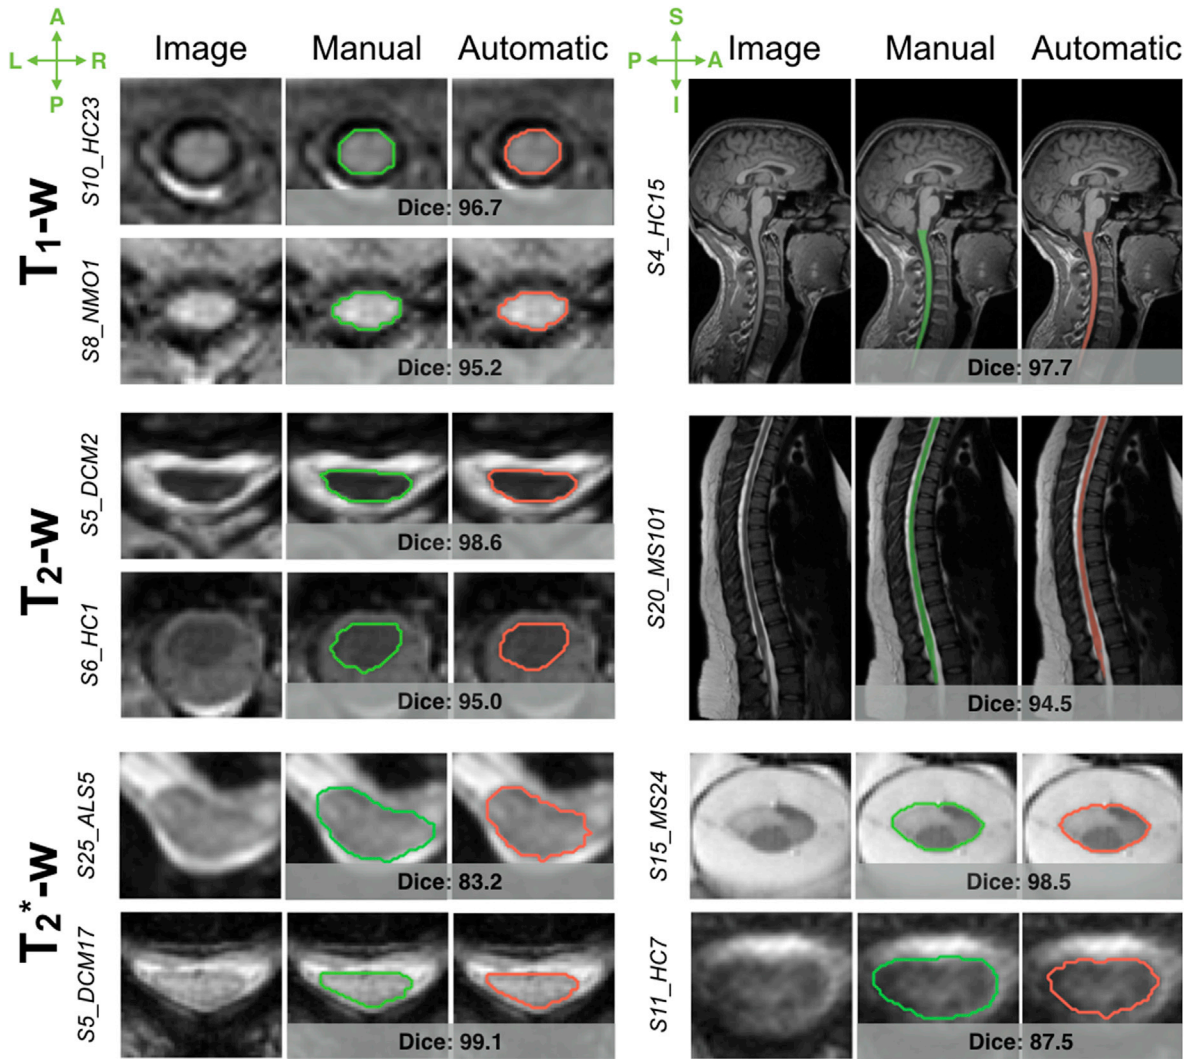 A
L R
P
Image Manual Automatic
S
P A
I
Image Manual Automatic
T1-w
S10_HC23
Dice: 96.7
S8_NMO1
Dice: 95.2
S4_HC15
Dice: 97.7
T2-w
S5_DCM2
Dice: 98.6
S6_HC1
Dice: 95.0
S20_MS101
Dice: 94.5
T2*-w
S25_ALS5
Dice: 83.2
S5_DCM17
Dice: 99.1
S15_MS24
Dice: 98.5
S11_HC7
Dice: 87.5